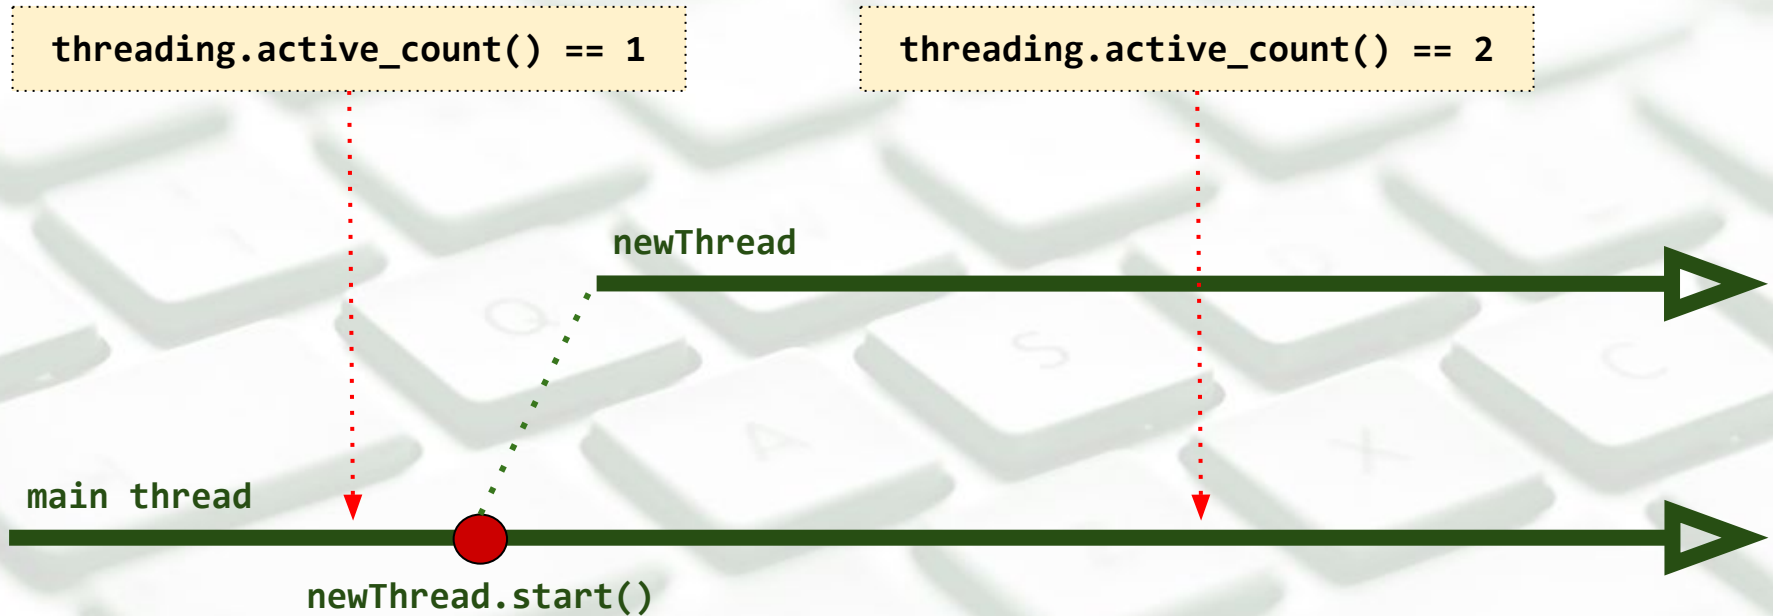 threading.active_count() == 1
threading.active_count() == 2
newThread
main thread
newThread.start()
Q
S
A
X
C